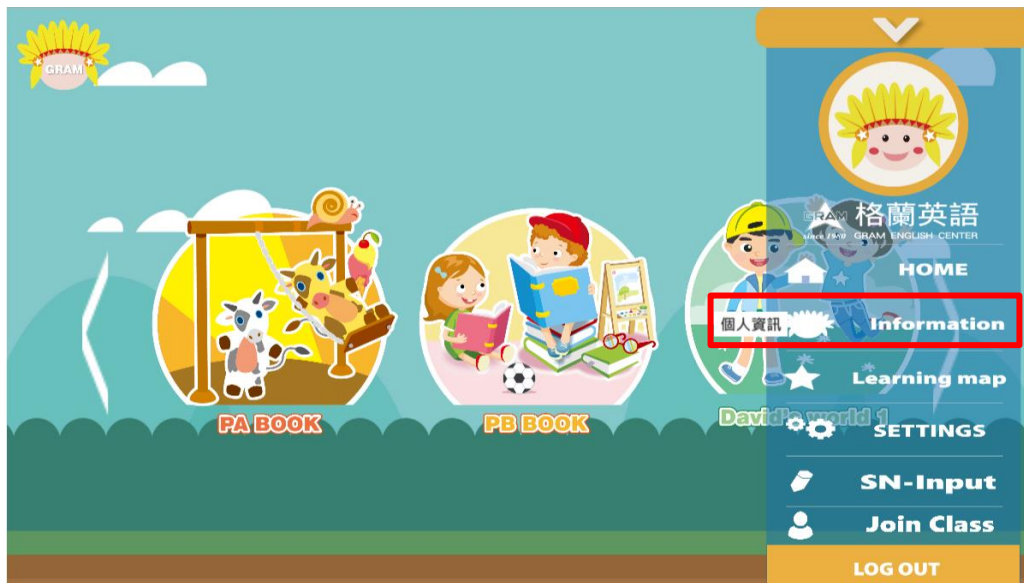 GRAM
GRAM 格蘭英語
since 1980 GRAM ENGLISH CENTER
HOME
個人資訊 Information
Learning map
SETTINGS
SN-Input
Join Class
LOG OUT
PA BOOK
PB BOOK
David's world 1